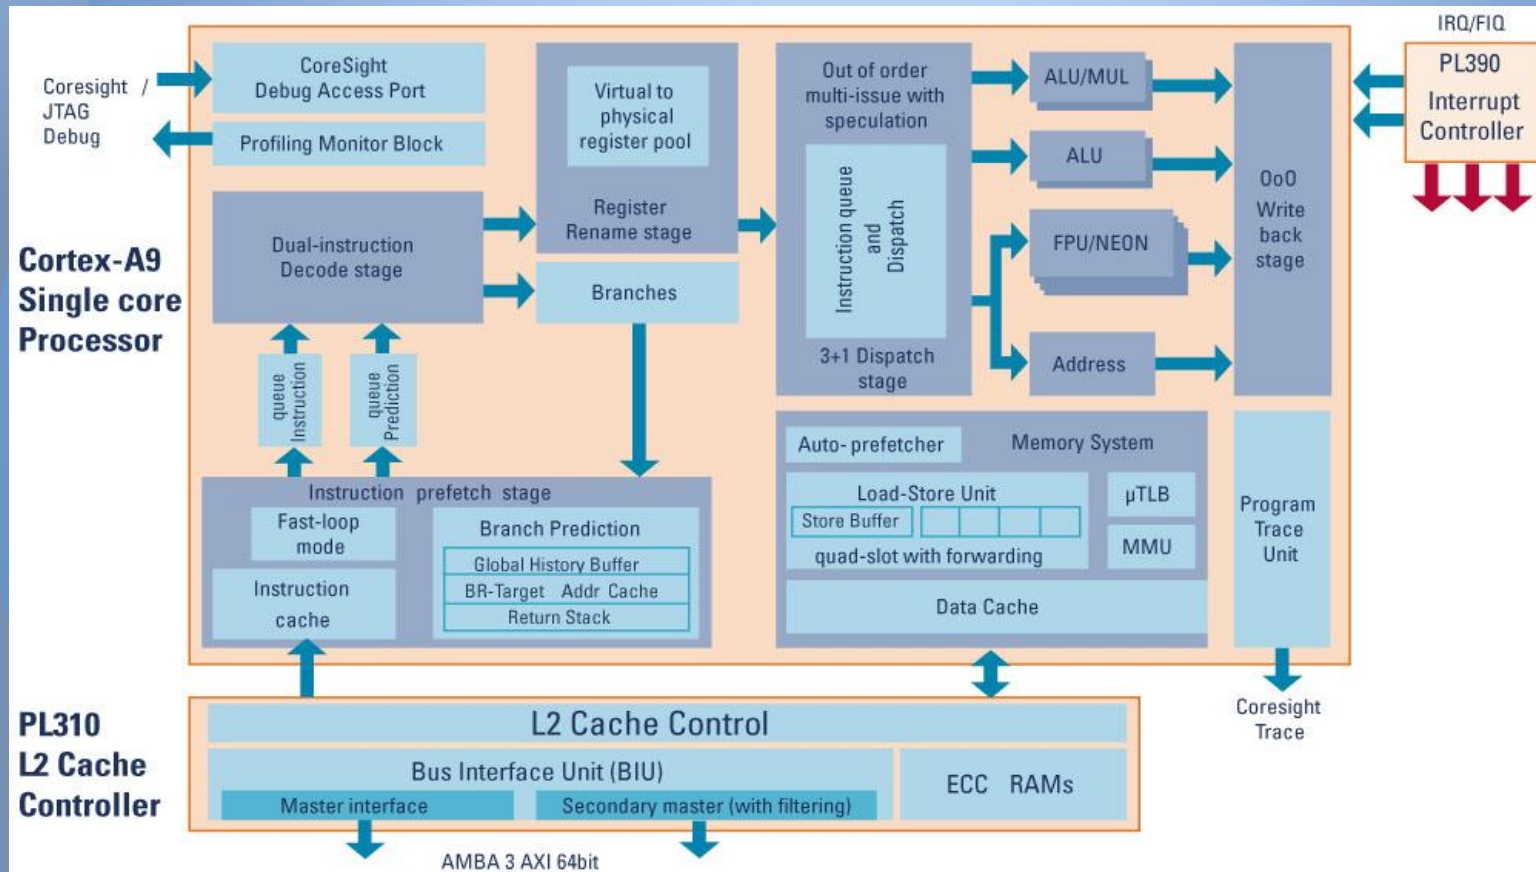 IRQ/FIQ
PL390
Interrupt
Controller
Coresight /
JTAG
Debug
CoreSight
Debug Access Port
Profiling Monitor Block
Virtual to
physical
register pool
Register
Rename stage
Out of order
multi-issue with
speculation
Instruction queue
and
Dispatch
3+1 Dispatch
stage
ALU/MUL
ALU
FPU/NEON
Address
OoO
Write
back
stage
Cortex-A9
Single core
Processor
Dual-instruction
Decode stage
Branches
queue
Instruction
queue
Prediction
Instruction prefetch stage
Fast-loop
mode
Instruction
cache
Branch Prediction
Global History Buffer
BR-Target Addr Cache
Return Stack
Auto- prefetcher
Memory System
Load-Store Unit
Store Buffer
quad-slot with forwarding
µTLB
MMU
Data Cache
Program
Trace
Unit
Coresight
Trace
PL310
L2 Cache
Controller
L2 Cache Control
Bus Interface Unit (BIU)
Master interface
Secondary master (with filtering)
ECC RAMs
AMBA 3 AXI 64bit